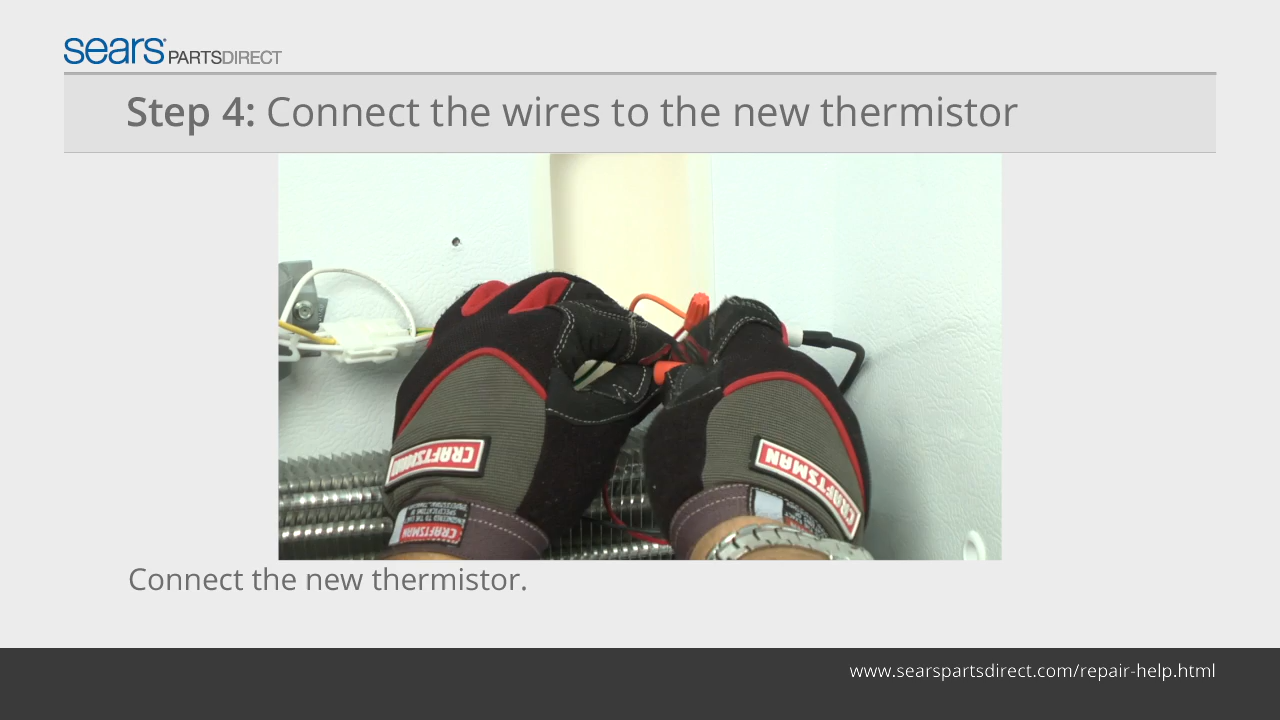 sears PARTSDIRECT
Step 4: Connect the wires to the new thermistor
CRAFTSMAN
CRAFTSMAN
CRAFTSMAN
Connect the new thermistor.
www.searspartsdirect.com/repair-help.html